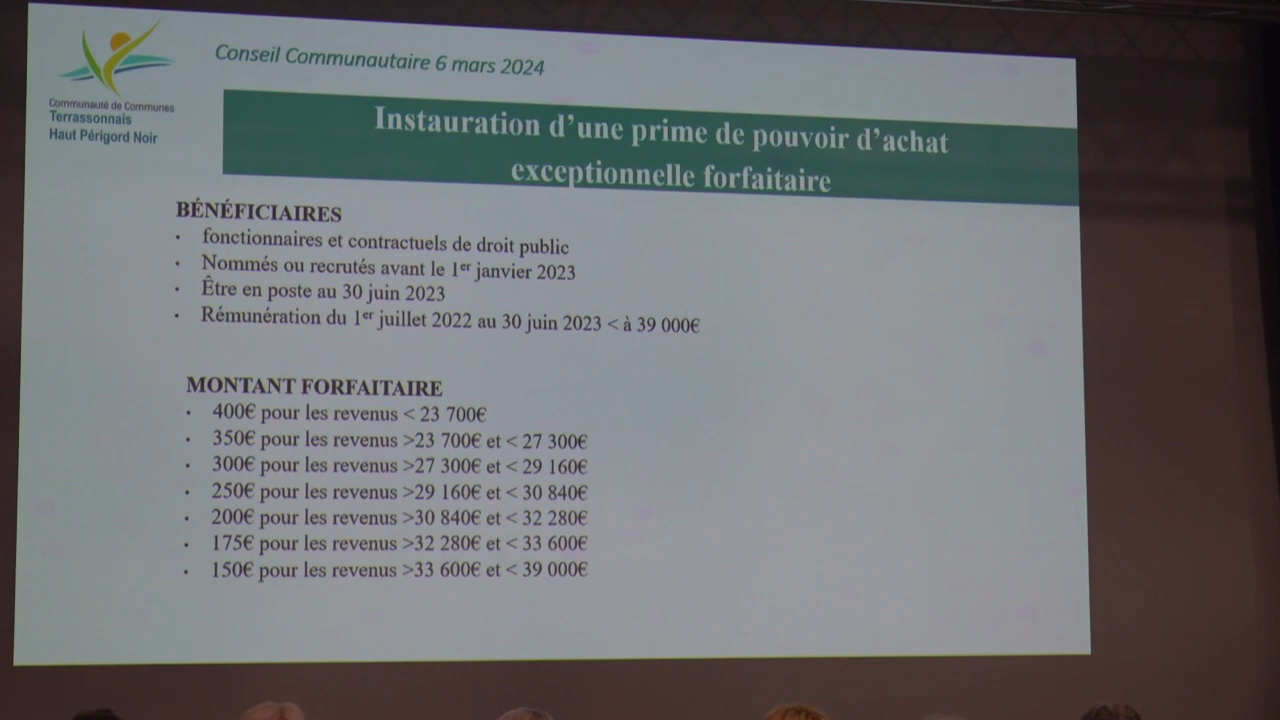 Conseil Communautaire 6 mars 2024
Communauté de Communes
Terrassonnais
Haut Périgord Noir
Instauration d’une prime de pouvoir d’achat
exceptionnelle forfaitaire
BÉNÉFICIAIRES
· fonctionnaires et contractuels de droit public
· Nommés ou recrutés avant le 1er janvier 2023
· Être en poste au 30 juin 2023
· Rémunération du 1er juillet 2022 au 30 juin 2023 < à 39 000€
MONTANT FORFAITAIRE
· 400€ pour les revenus < 23 700€
· 350€ pour les revenus >23 700€ et < 27 300€
· 300€ pour les revenus >27 300€ et < 29 160€
· 250€ pour les revenus >29 160€ et < 30 840€
· 200€ pour les revenus >30 840€ et < 32 280€
· 175€ pour les revenus >32 280€ et < 33 600€
· 150€ pour les revenus >33 600€ et < 39 000€